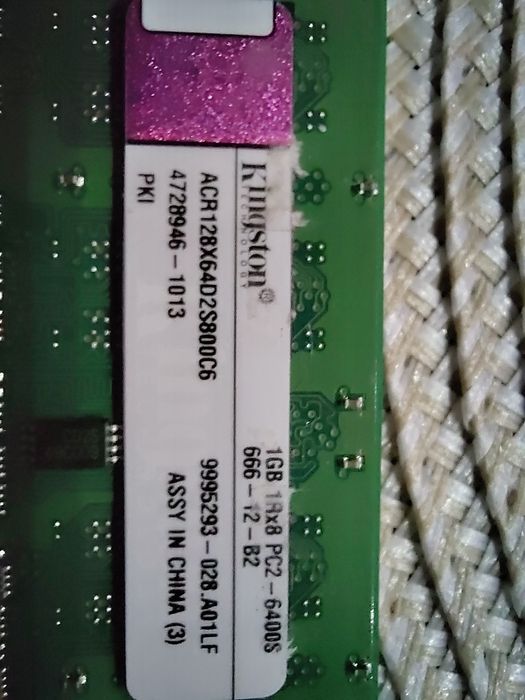 Kingston®
TECHNOLOGY
1GB 1Rx8 PC2-6400S
666-12-B2
ACR128X64D2S800C6
9995293-028.A01LF
4728946-1013
ASSY IN CHINA (3)
PKI